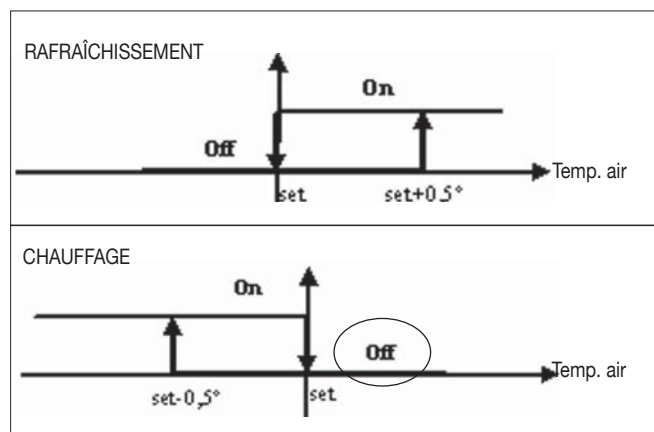 RAFRAÎCHISSEMENT
On
Off
Temp. air
set
set+0.5°
CHAUFFAGE
On
Off
Temp. air
set-0,5°
set